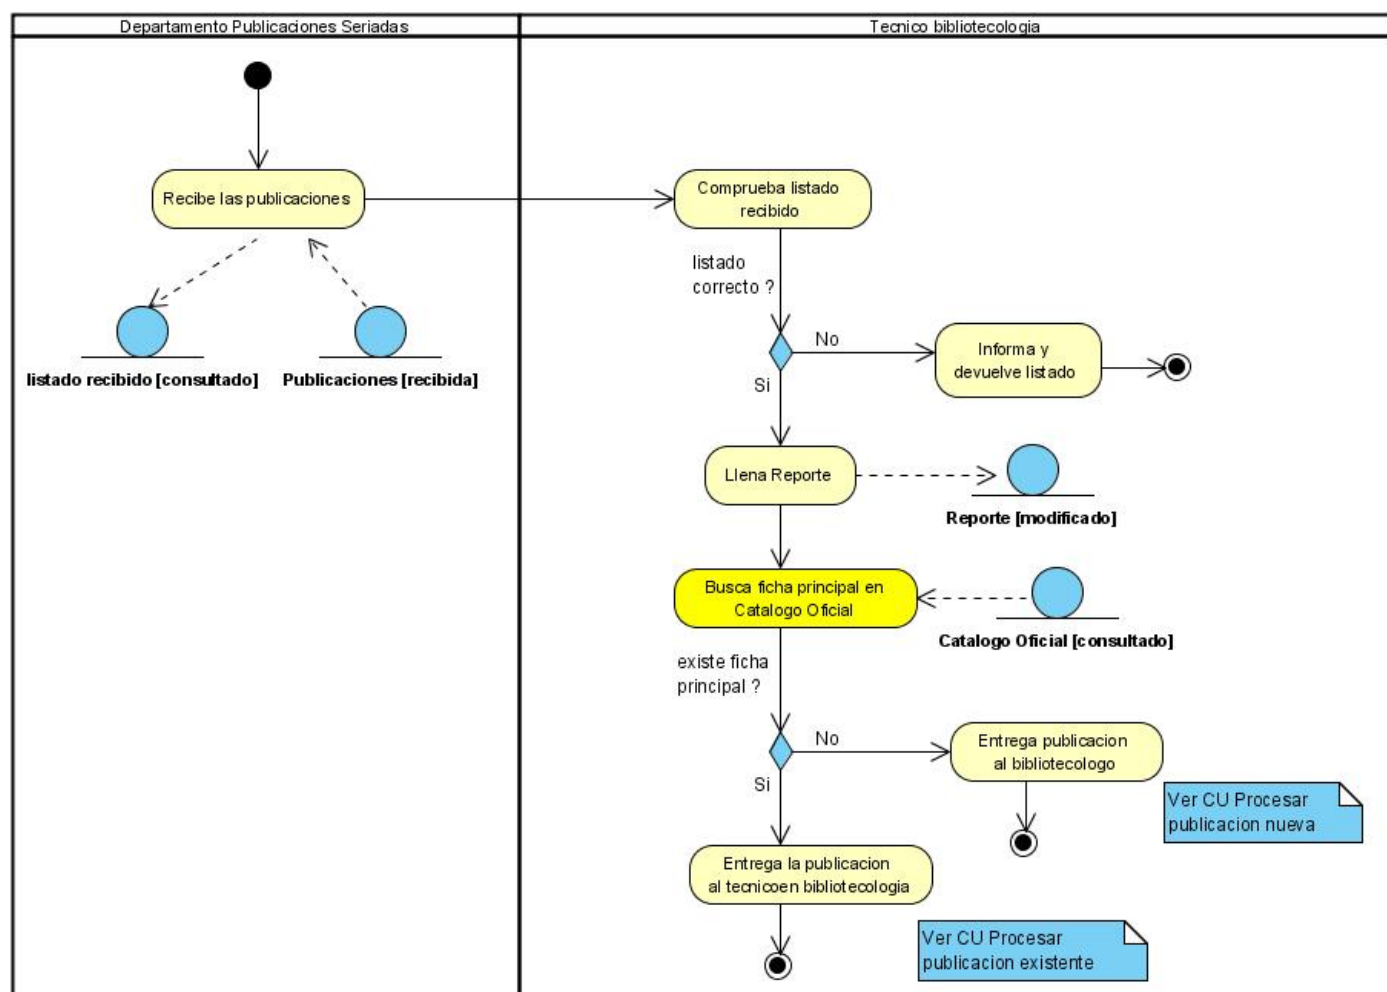 Departamento Publicaciones Seriadas
Tecnico bibliotecologia
Recibe las publicaciones
Comprueba listado
recibido
listado
correcto ?
No
Informa y
devuelve listado
listado recibido [consultado]
Publicaciones [recibida]
Si
Llena Reporte
Reporte [modificado]
Busca ficha principal en
Catalogo Oficial
Catalogo Oficial [consultado]
existe ficha
principal ?
No
Entrega publicacion
al bibliotecologo
Si
Ver CU Procesar
publicacion nueva
Entrega la publicacion
al tecnicoen bibliotecologia
Ver CU Procesar
publicacion existente